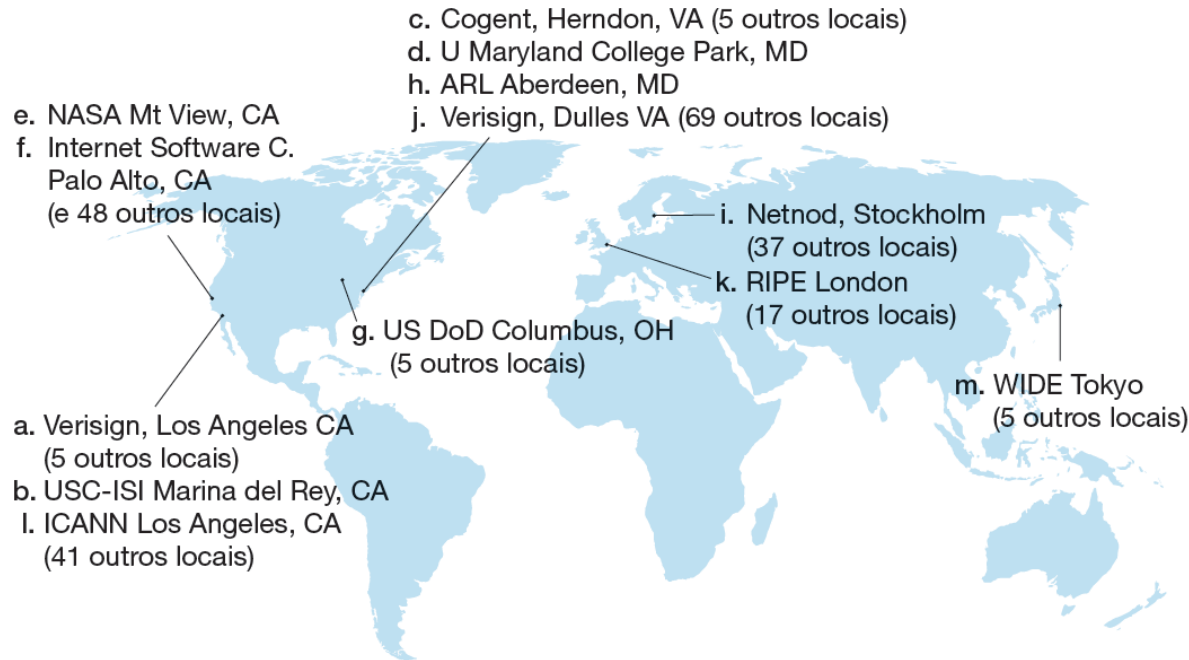 c. Cogent, Herndon, VA (5 outros locais)
d. U Maryland College Park, MD
h. ARL Aberdeen, MD
j. Verisign, Dulles VA (69 outros locais)
e. NASA Mt View, CA
f. Internet Software C.
Palo Alto, CA
(e 48 outros locais)
i. Netnod, Stockholm
(37 outros locais)
k. RIPE London
(17 outros locais)
g. US DoD Columbus, OH
(5 outros locais)
m. WIDE Tokyo
(5 outros locais)
a. Verisign, Los Angeles CA
(5 outros locais)
b. USC-ISI Marina del Rey, CA
l. ICANN Los Angeles, CA
(41 outros locais)